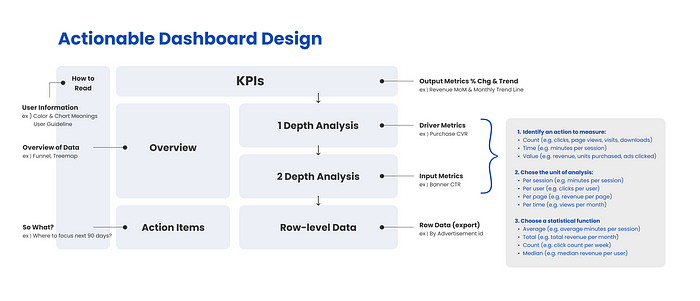 Actionable Dashboard Design
How to
Read
KPIs
Output Metrics % Chg & Trend
ex) Revenue MoM & Monthly Trend Line
User Information
ex ) Color & Chart Meanings
User Guideline
Overview of Data
ex ) Funnel, Treemap
Overview
1 Depth Analysis
Driver Metrics
ex ) Purchase CVR
2 Depth Analysis
Input Metrics
ex ) Banner CTR
So What?
ex ) Where to focus next 90 days?
Action Items
Row-level Data
Row Data (export)
ex ) By Advertisement id
1. Identify an action to measure:
• Count (e.g. clicks, page views, visits, downloads)
• Time (e.g. minutes per session)
• Value (e.g. revenue, units purchased, ads clicked)
2. Chose the unit of analysis:
• Per session (e.g. minutes per session)
• Per user (e.g. clicks per user)
• Per page (e.g. revenue per page)
• Per time (e.g. views per month)
3. Choose a statistical function
• Average (e.g. average minutes per session)
• Total (e.g. total revenue per month)
• Count (e.g. click count per week)
• Median (e.g. median revenue per user)